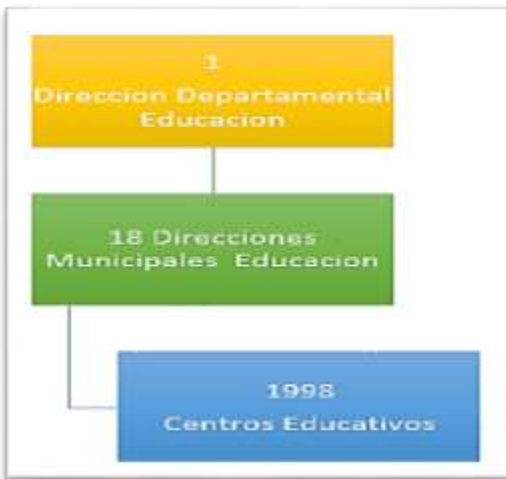 1
Direccion Departamental
Educacion
18 Direcciones
Municipales Educacion
1998
Centros Educativos